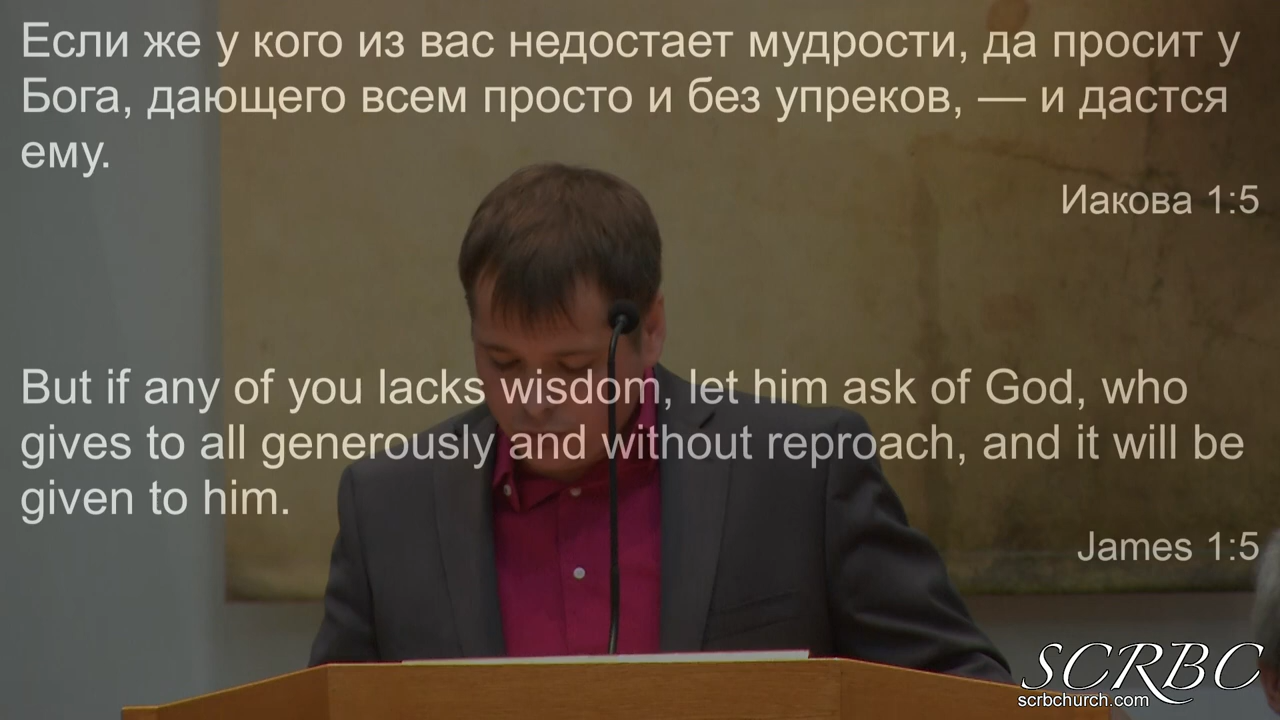 Если же у кого из вас недостает мудрости, да просит у
Бога, дающего всем просто и без упреков, — и дастся
ему.
Иакова 1:5
But if any of you lacks wisdom, let him ask of God, who
gives to all generously and without reproach, and it will be
given to him.
James 1:5
SCRBC
scrbchurch.com